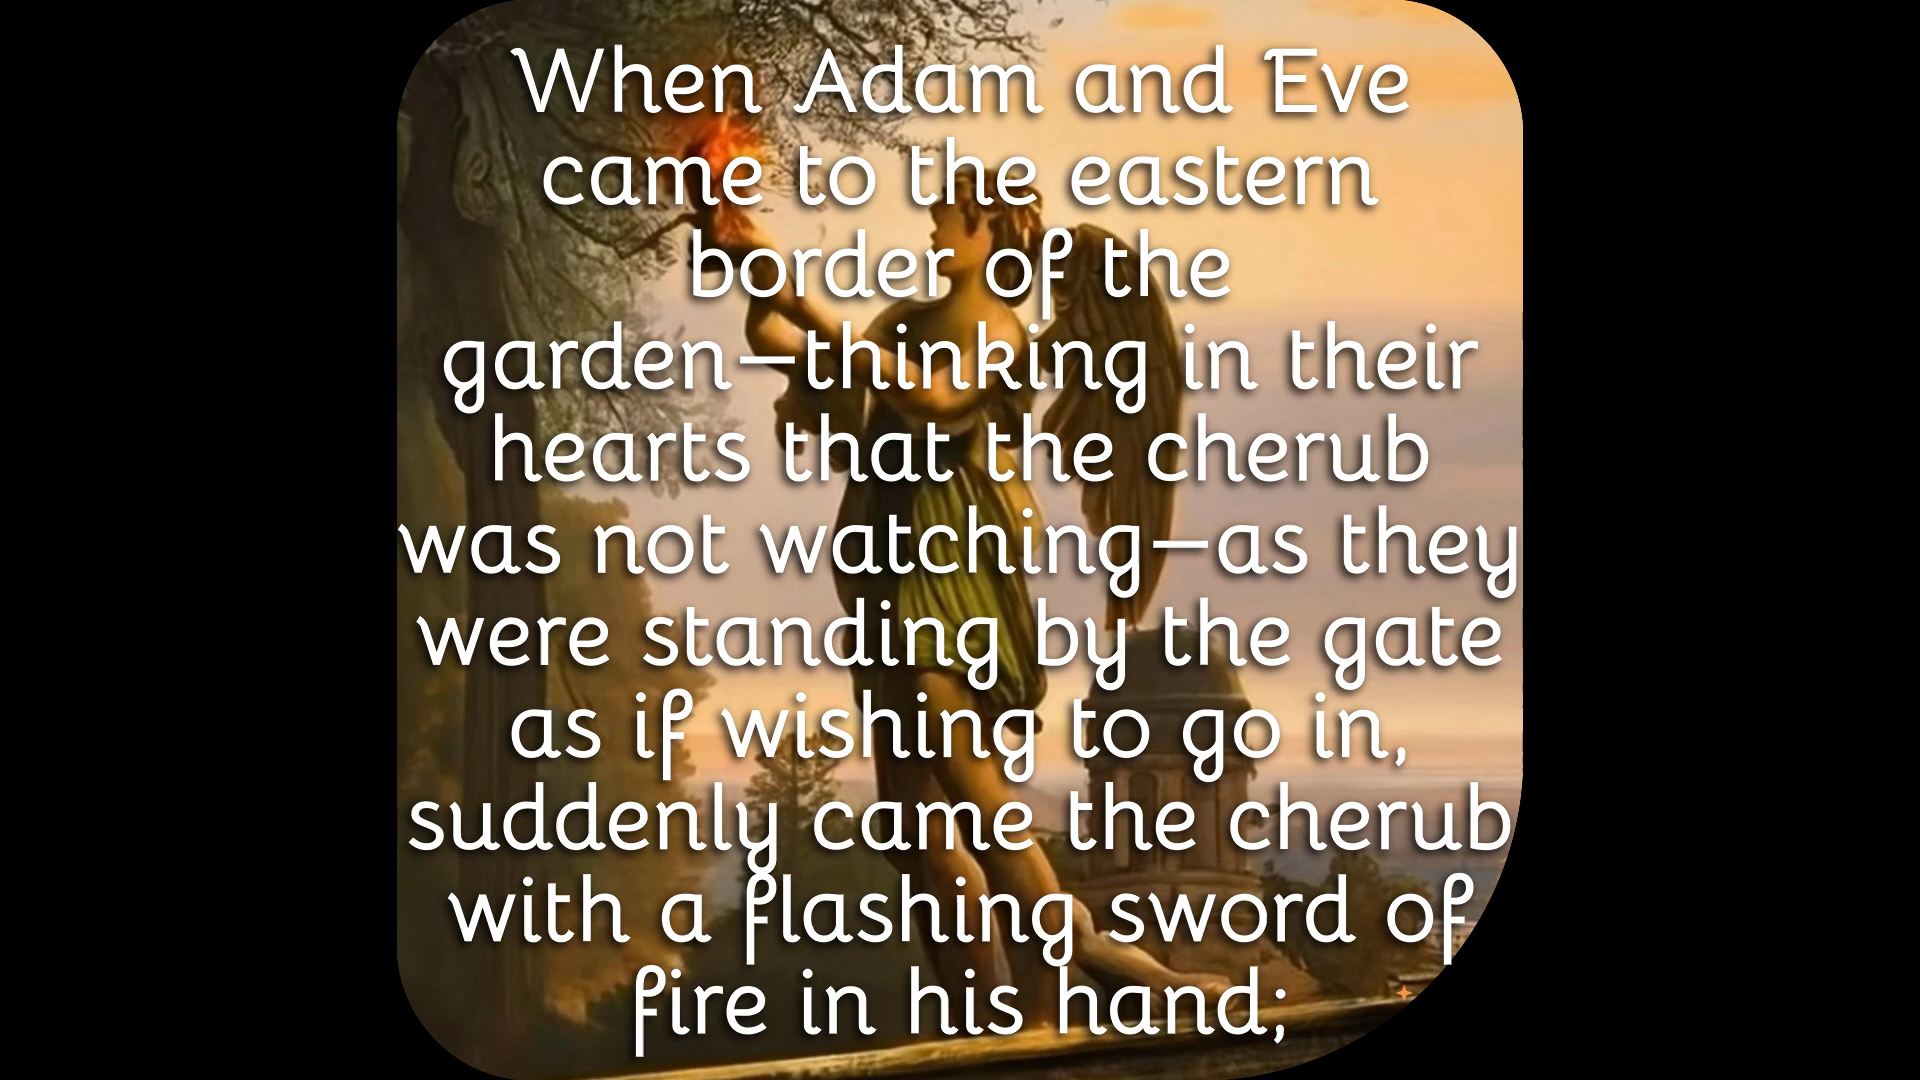 When Adam and Eve
came to the eastern
border of the
garden—thinking in their
hearts that the cherub
was not watching—as they
were standing by the gate
as if wishing to go in,
suddenly came the cherub
with a flashing sword of
fire in his hand;